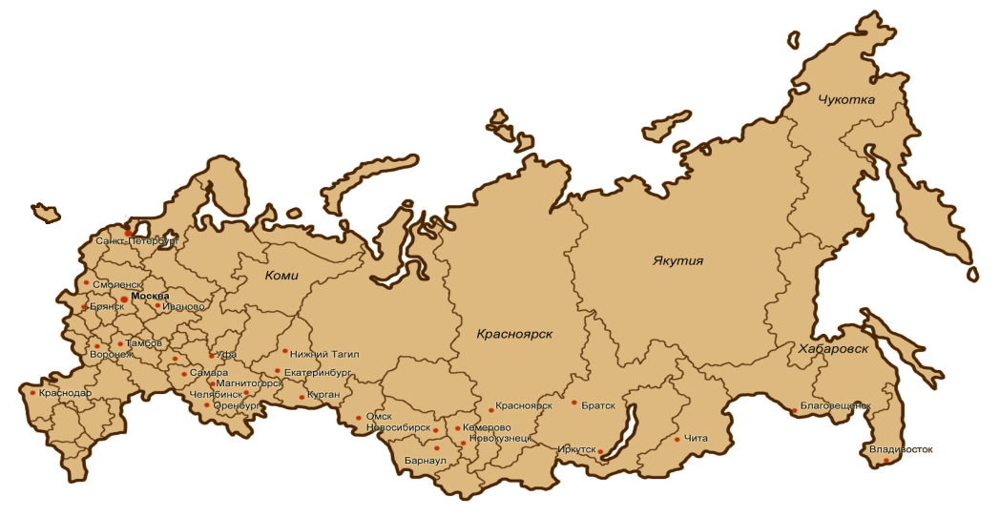 Чукотка
Санкт-Петербург
Якутия
Коми
Смоленск
Москва
Брянск
Иваново
Красноярск
Тамбов
Хабаровск
Воронеж
Уфа
Нижний Тагил
Самара
Екатеринбург
Магнитогорск
Краснодар
Челябинск
Курган
Оренбург
Красноярск
Братск
Благовещенск
Омск
Новосибирск
Кемерово
Новокузнецк
Чита
Иркутск
Владивосток
Барнаул